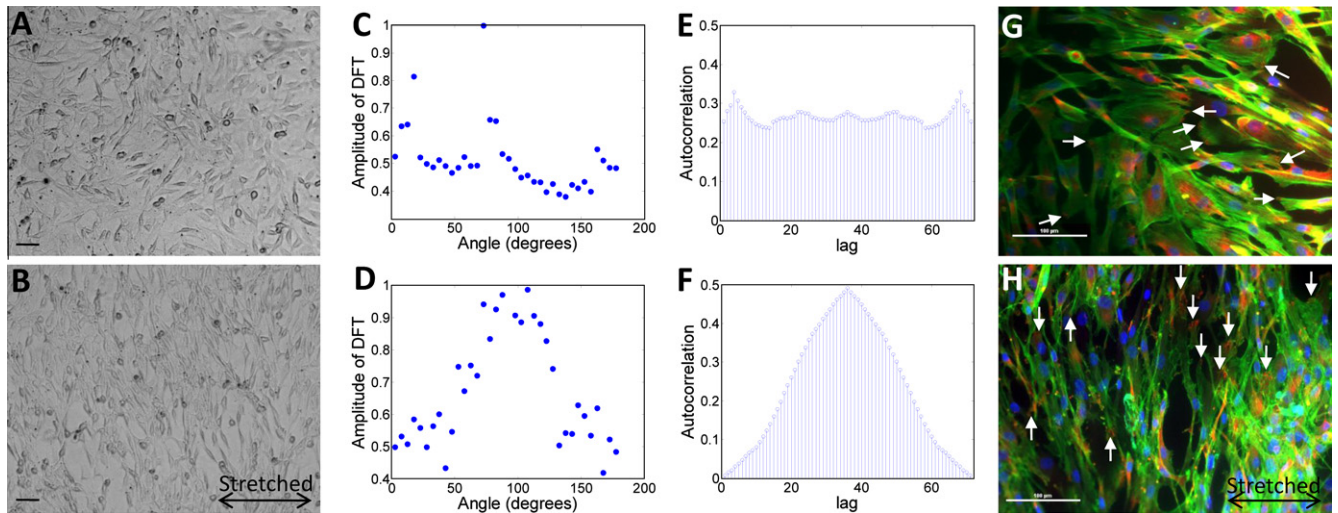 A
B
Stretched
C
Amplitude of DFT
1
0.9
0.8
0.7
0.6
0.5
0.4
0 50 100 150 200
Angle (degrees)
D
Amplitude of DFT
1
0.9
0.8
0.7
0.6
0.5
0.4
0 50 100 150 200
Angle (degrees)
E
Autocorrelation
0.5
0.4
0.3
0.2
0.1
0
0 20 40 60
lag
F
Autocorrelation
0.5
0.4
0.3
0.2
0.1
0
0 20 40 60
lag
G
100 µm
H
100 µm
Stretched